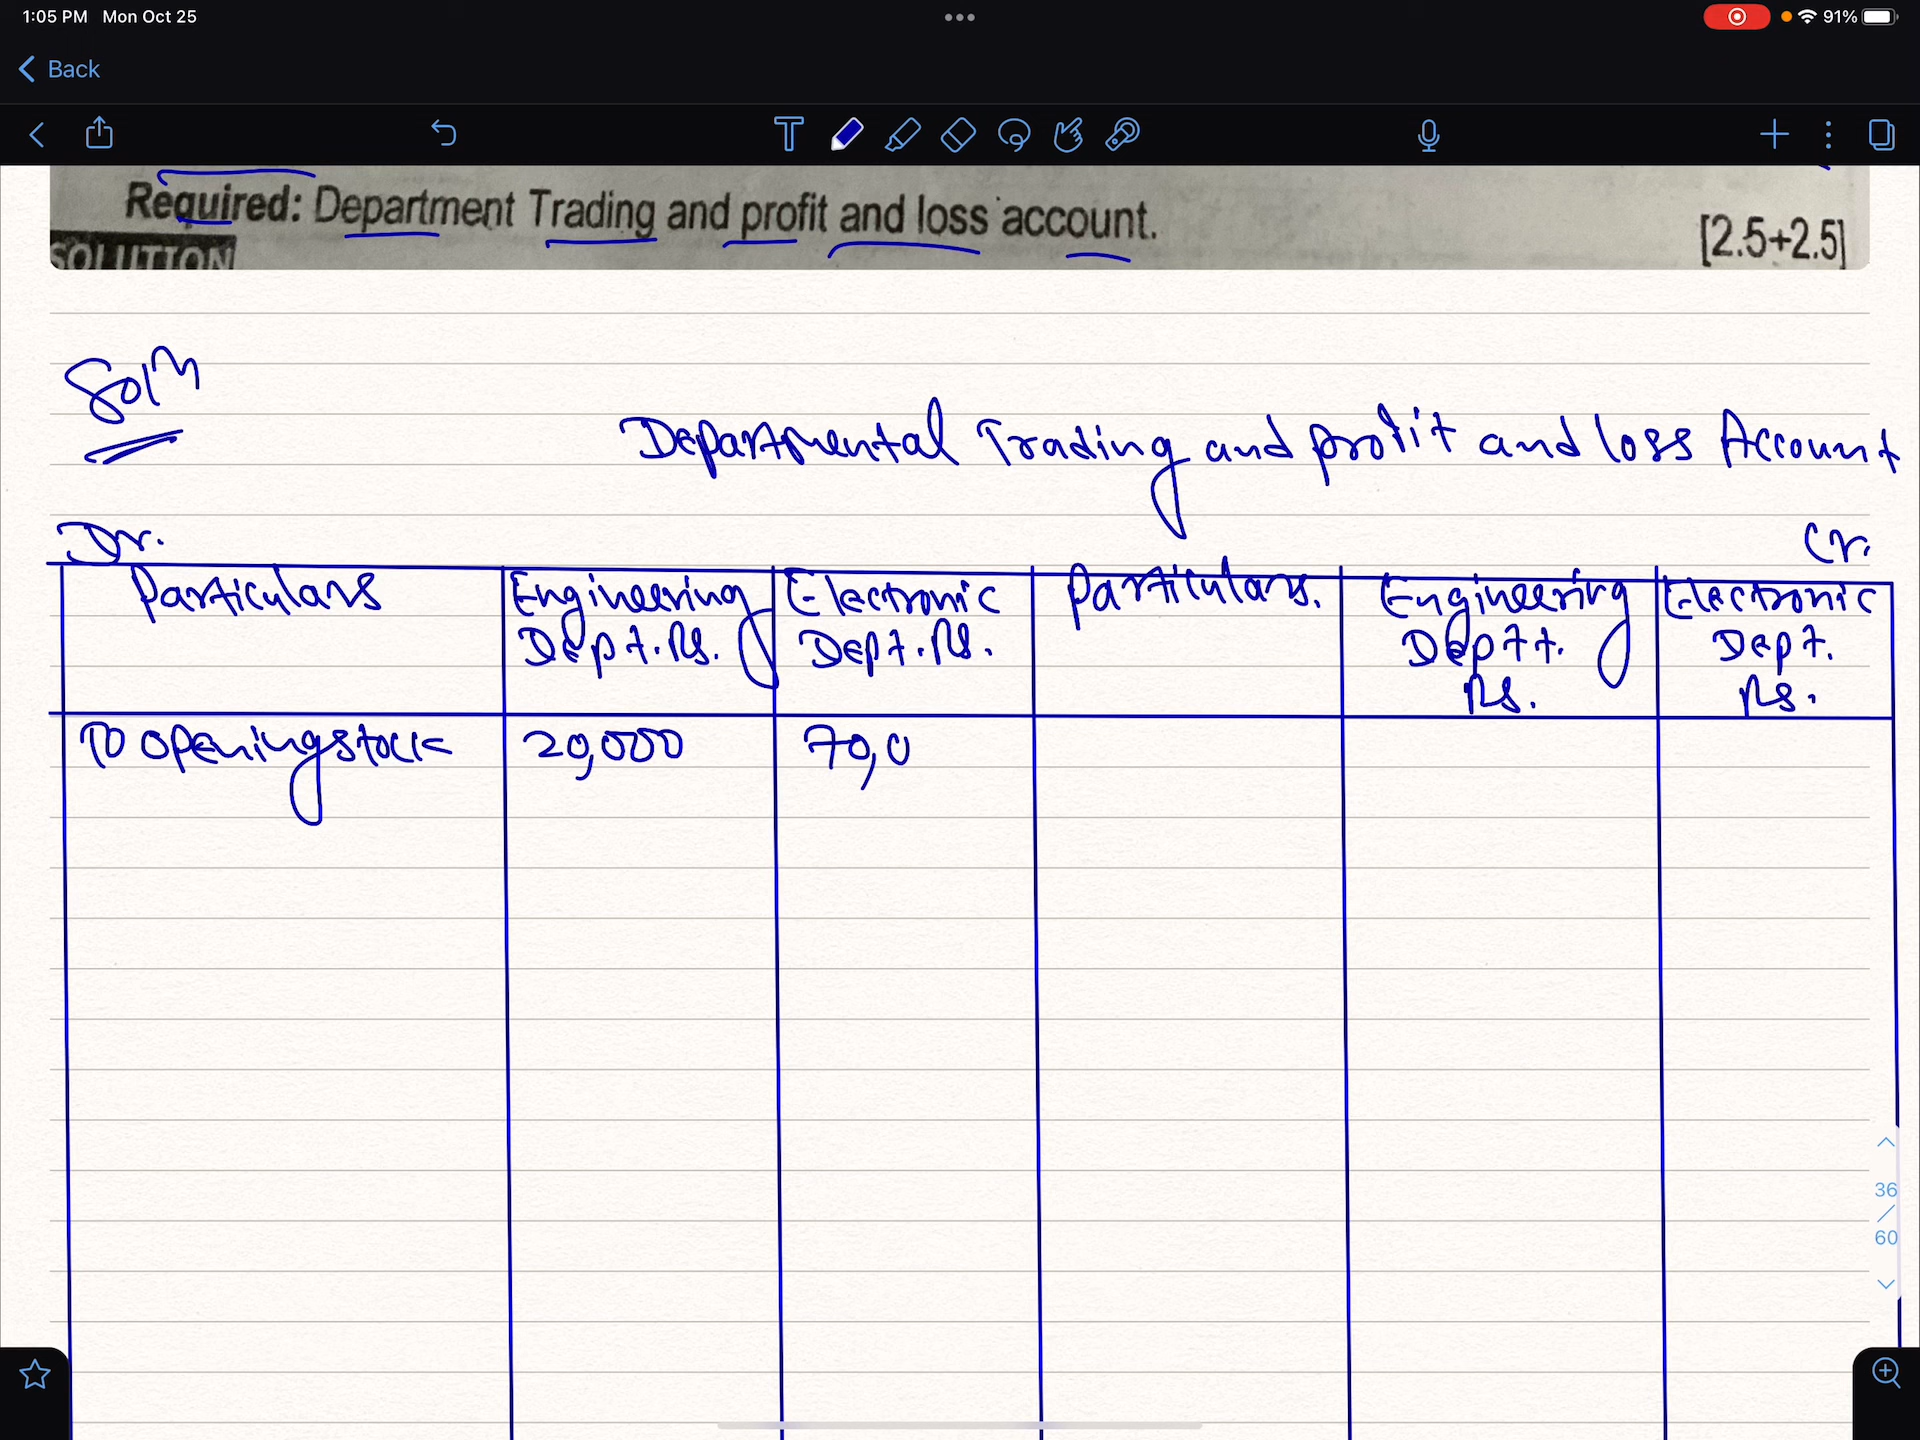 1:05 PM Mon Oct 25
91%
Back
Required: Department Trading and profit and loss account.
[2.5+2.5]
SOLUTION
Soln
Departmental Trading and profit and loss Account
Dr.
Cr.
Particulars Engineering Dept. Rs. Electronic Dept. Rs. Particulars. Engineering Deptt. Rs. Electronic Dept. Rs.
To opening stock 20,000 70,0
36
/
60